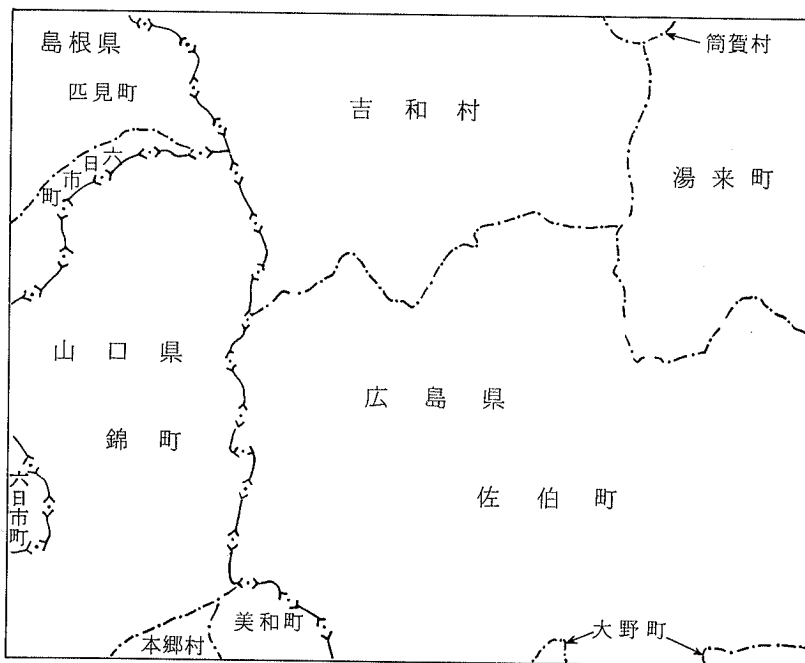 島根県
匹見町
六日市町
吉和村
筒賀村
湯来町
山口県
錦町
六日市町
広島県
佐伯町
本郷村
美和町
大野町